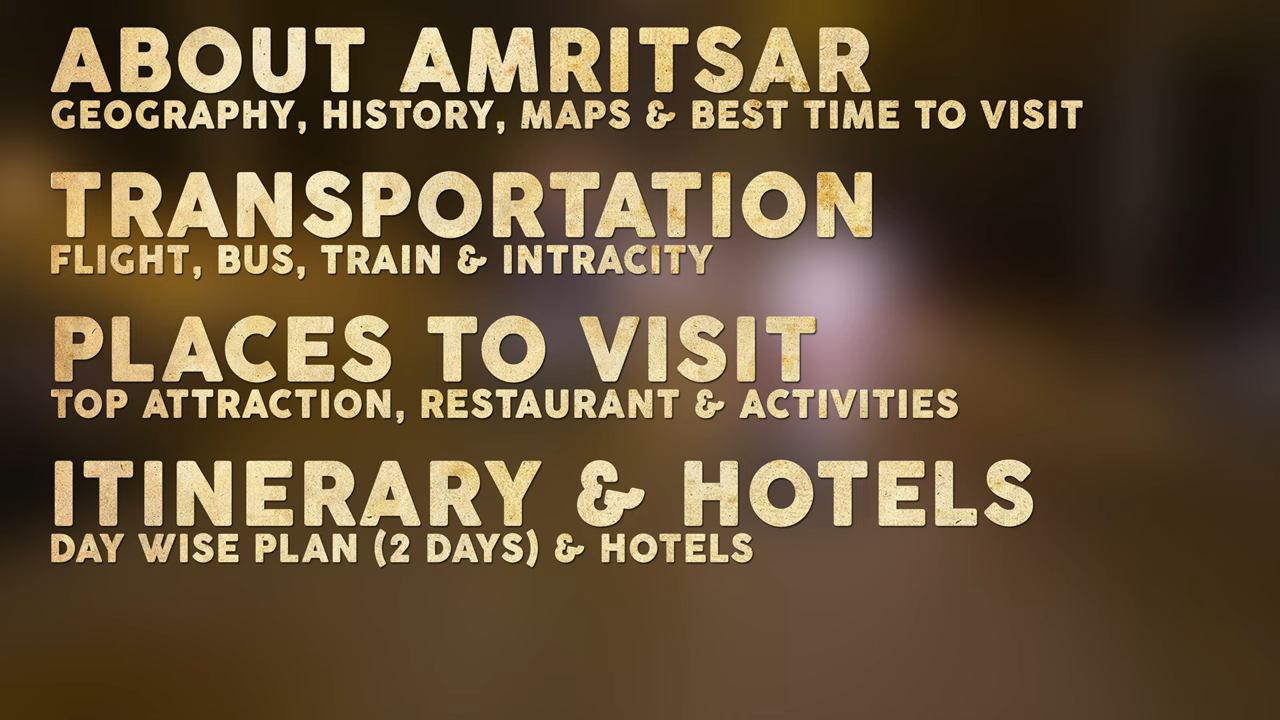 ABOUT AMRITSAR
GEOGRAPHY, HISTORY, MAPS & BEST TIME TO VISIT
TRANSPORTATION
FLIGHT, BUS, TRAIN & INTRACITY
PLACES TO VISIT
TOP ATTRACTION, RESTAURANT & ACTIVITIES
ITINERARY & HOTELS
DAY WISE PLAN (2 DAYS) & HOTELS